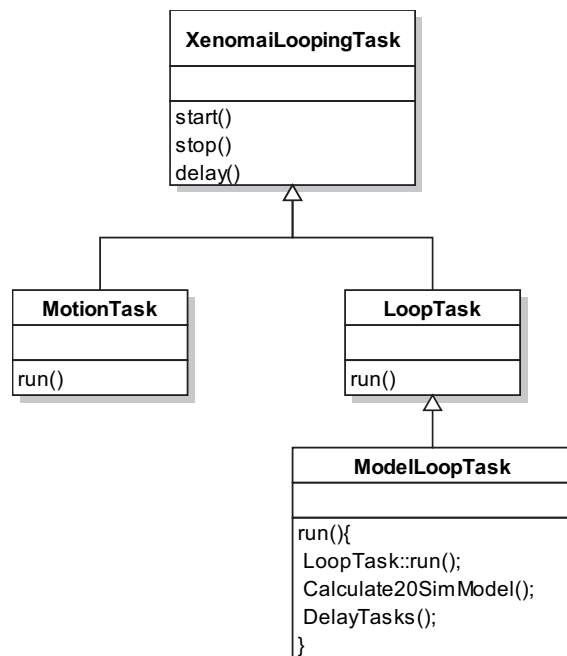 XenomaiLoopingTask
start()
stop()
delay()
MotionTask
run()
LoopTask
run()
ModelLoopTask
run(){
LoopTask::run();
Calculate20SimModel();
DelayTasks();
}